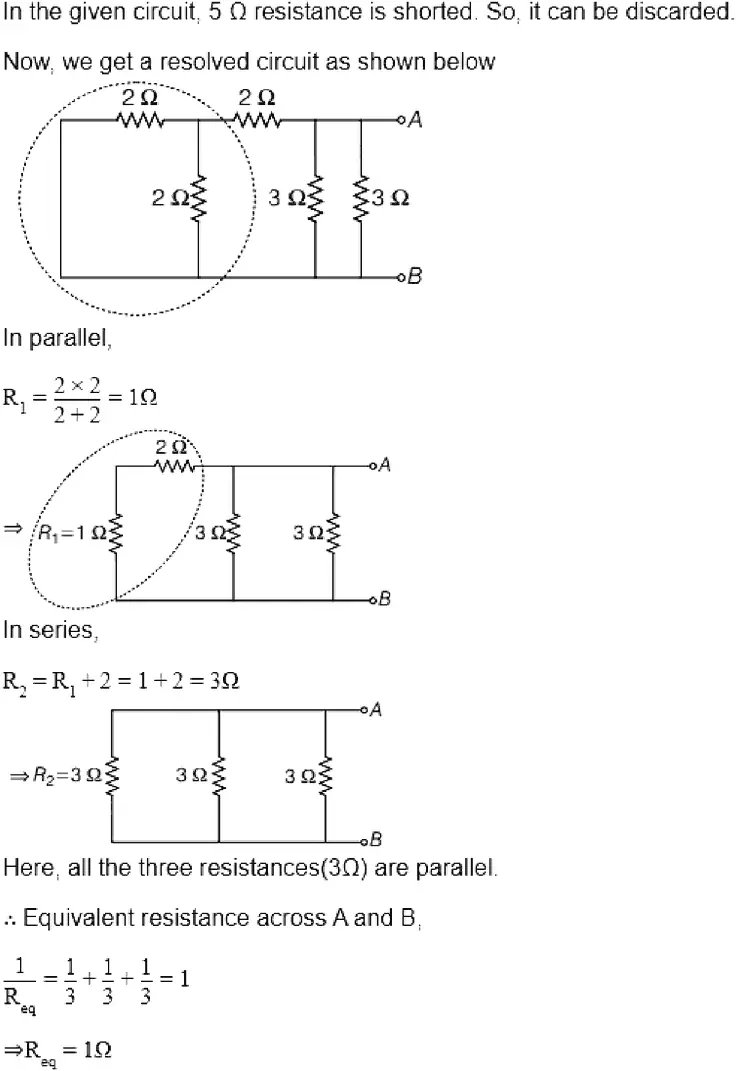 In the given circuit, 5 Ω resistance is shorted. So, it can be discarded.
Now, we get a resolved circuit as shown below
2 Ω 2 Ω
A
2 Ω 3 Ω 3 Ω
B
In parallel,
R₁ = (2 × 2)/(2 + 2) = 1Ω
2 Ω
A
⇒ R₁=1 Ω 3 Ω 3 Ω
B
In series,
R₂ = R₁ + 2 = 1 + 2 = 3Ω
A
⇒R₂=3 Ω 3 Ω 3 Ω
B
Here, all the three resistances(3Ω) are parallel.
∴ Equivalent resistance across A and B,
1/R_eq = 1/3 + 1/3 + 1/3 = 1
⇒R_eq = 1Ω